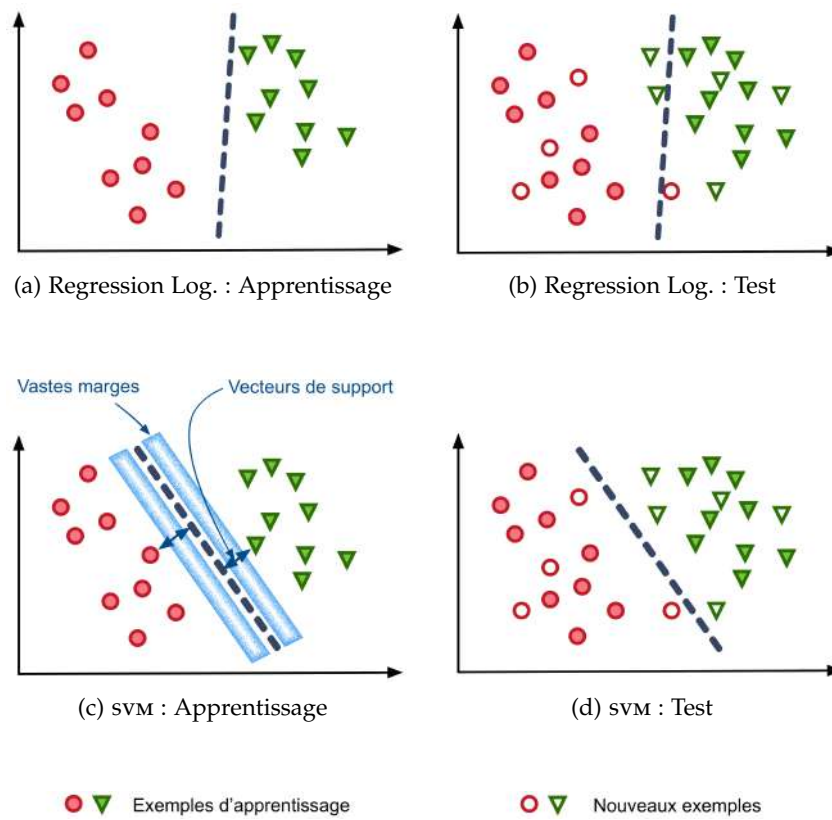 (a) Regression Log. : Apprentissage
(b) Regression Log. : Test
Vastes marges
Vecteurs de support
(c) SVM : Apprentissage
(d) SVM : Test
Exemples d'apprentissage
Nouveaux exemples